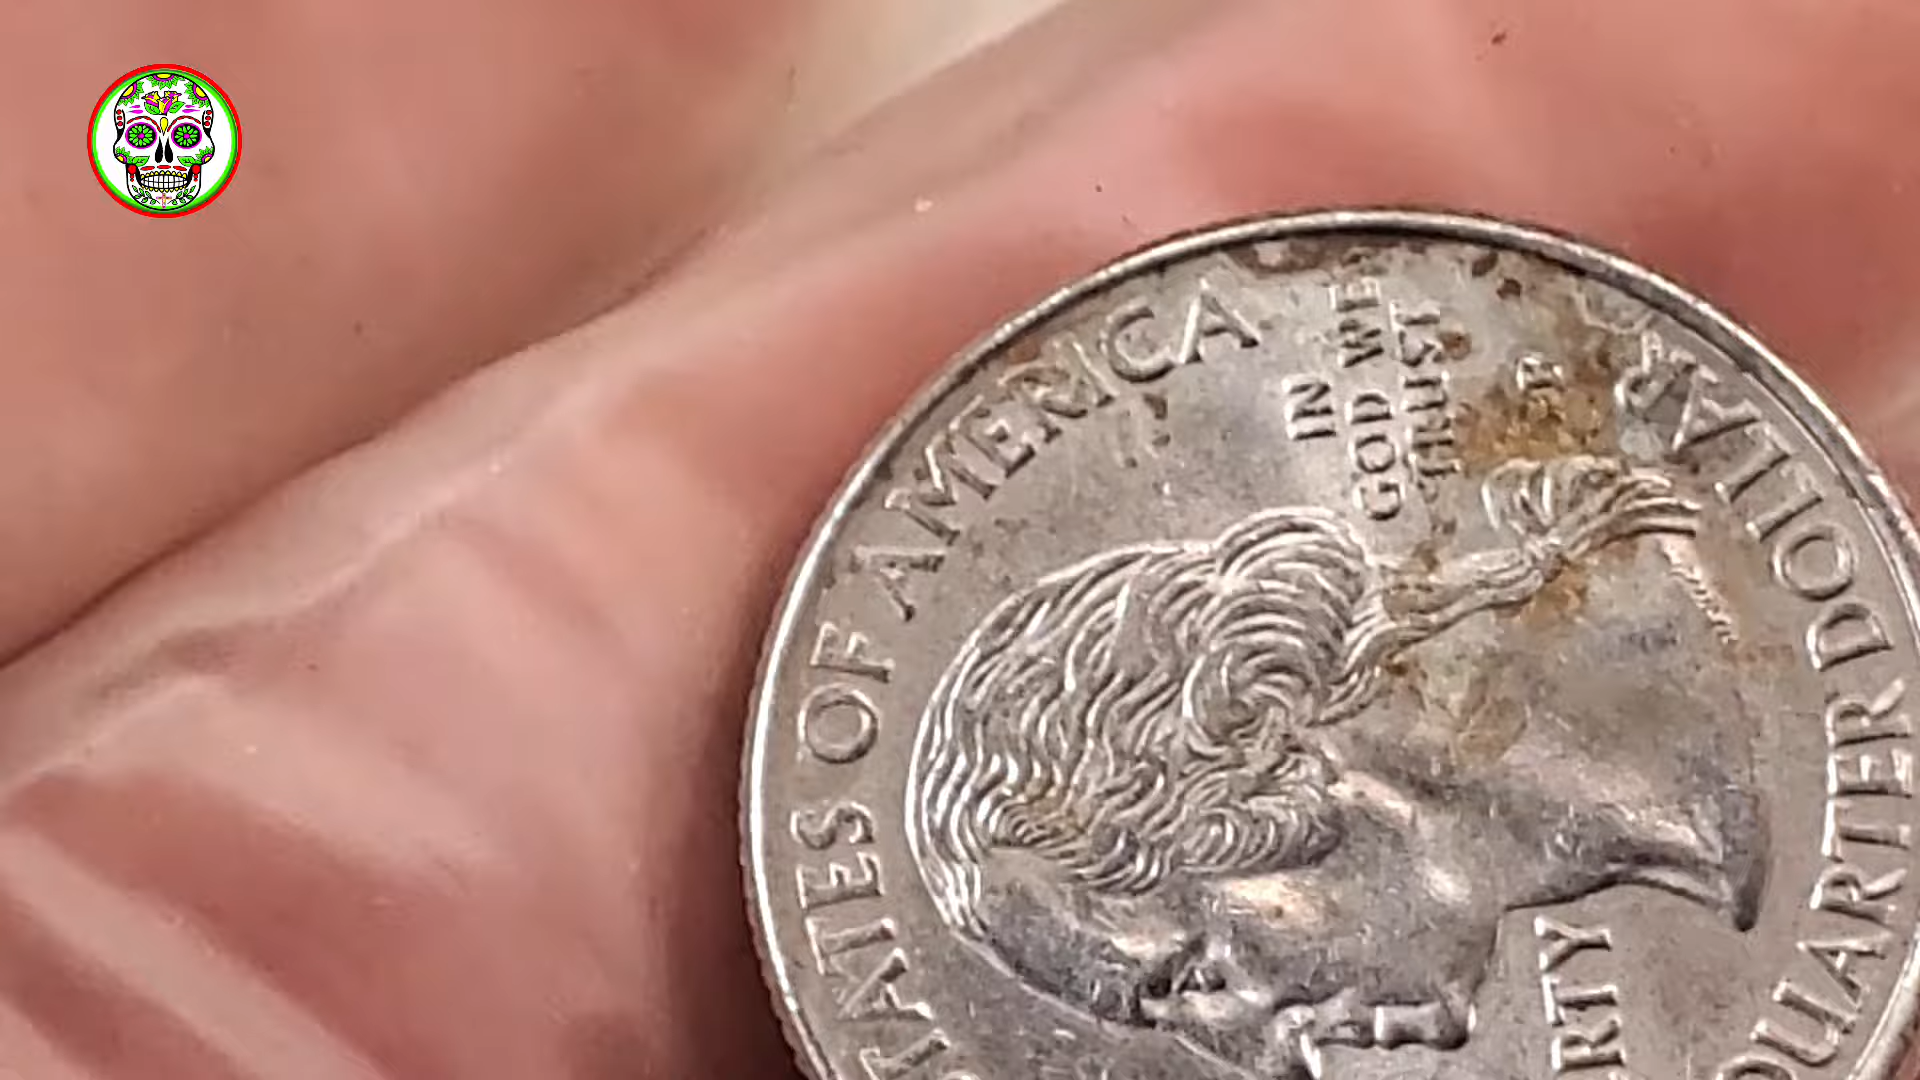 STATES OF AMERICA
IN
GOD WE
TRUST
P
RTY
QUARTER DOLLAR